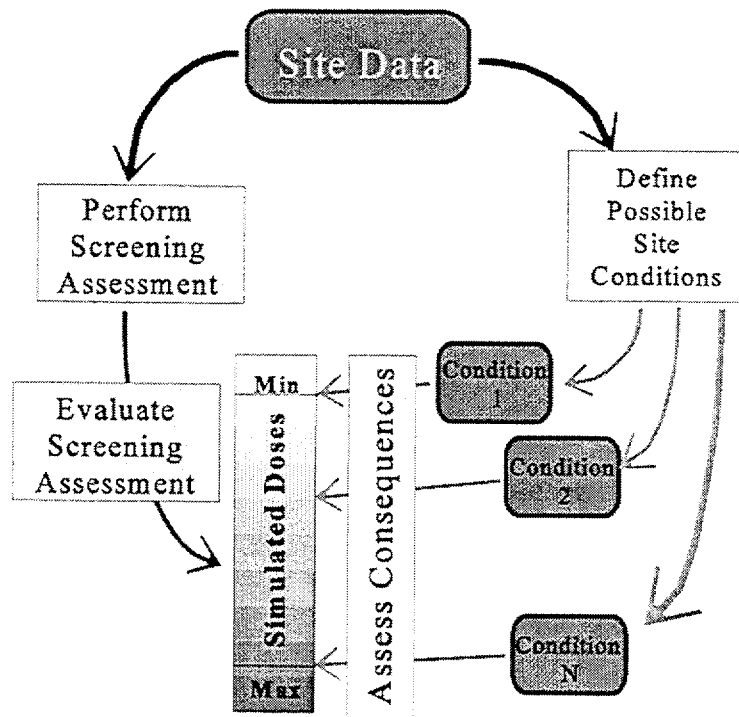 Site Data
Perform
Screening
Assessment
Define
Possible
Site
Conditions
Evaluate
Screening
Assessment
Min
Simulated Doses
Max
Assess Consequences
Condition
1
Condition
2
Condition
N